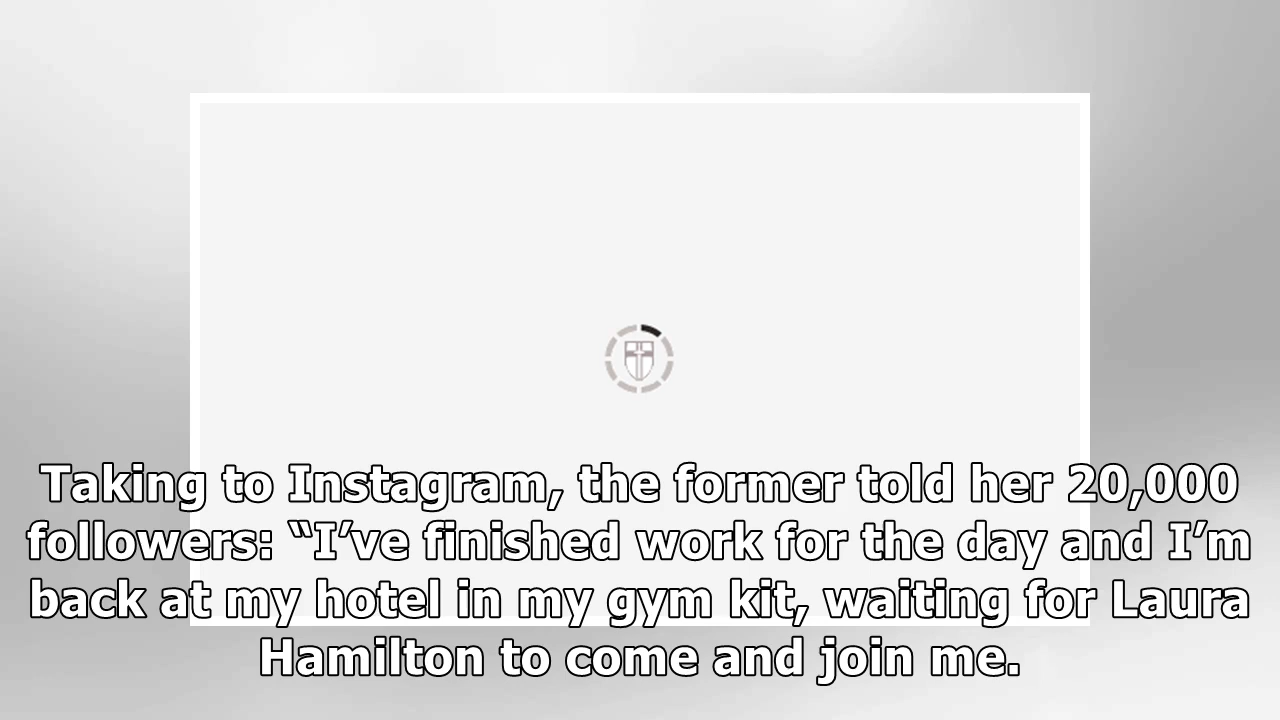 Taking to Instagram, the former told her 20,000
followers: “I’ve finished work for the day and I’m
back at my hotel in my gym kit, waiting for Laura
Hamilton to come and join me.